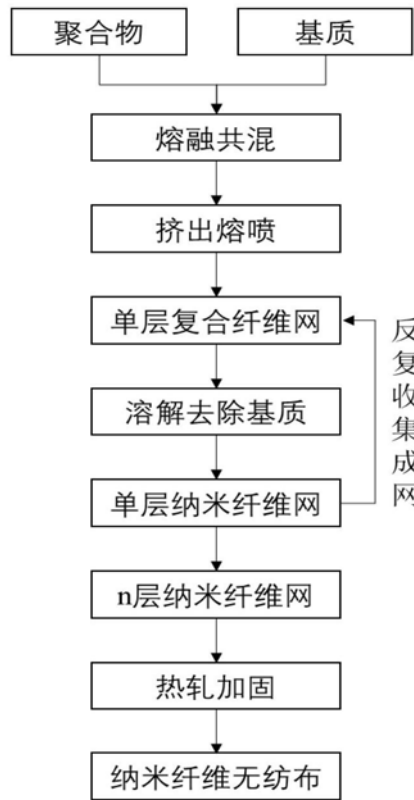 聚合物
基质
熔融共混
挤出熔喷
单层复合纤维网
溶解去除基质
单层纳米纤维网
反复收集成网
n层纳米纤维网
热轧加固
纳米纤维无纺布